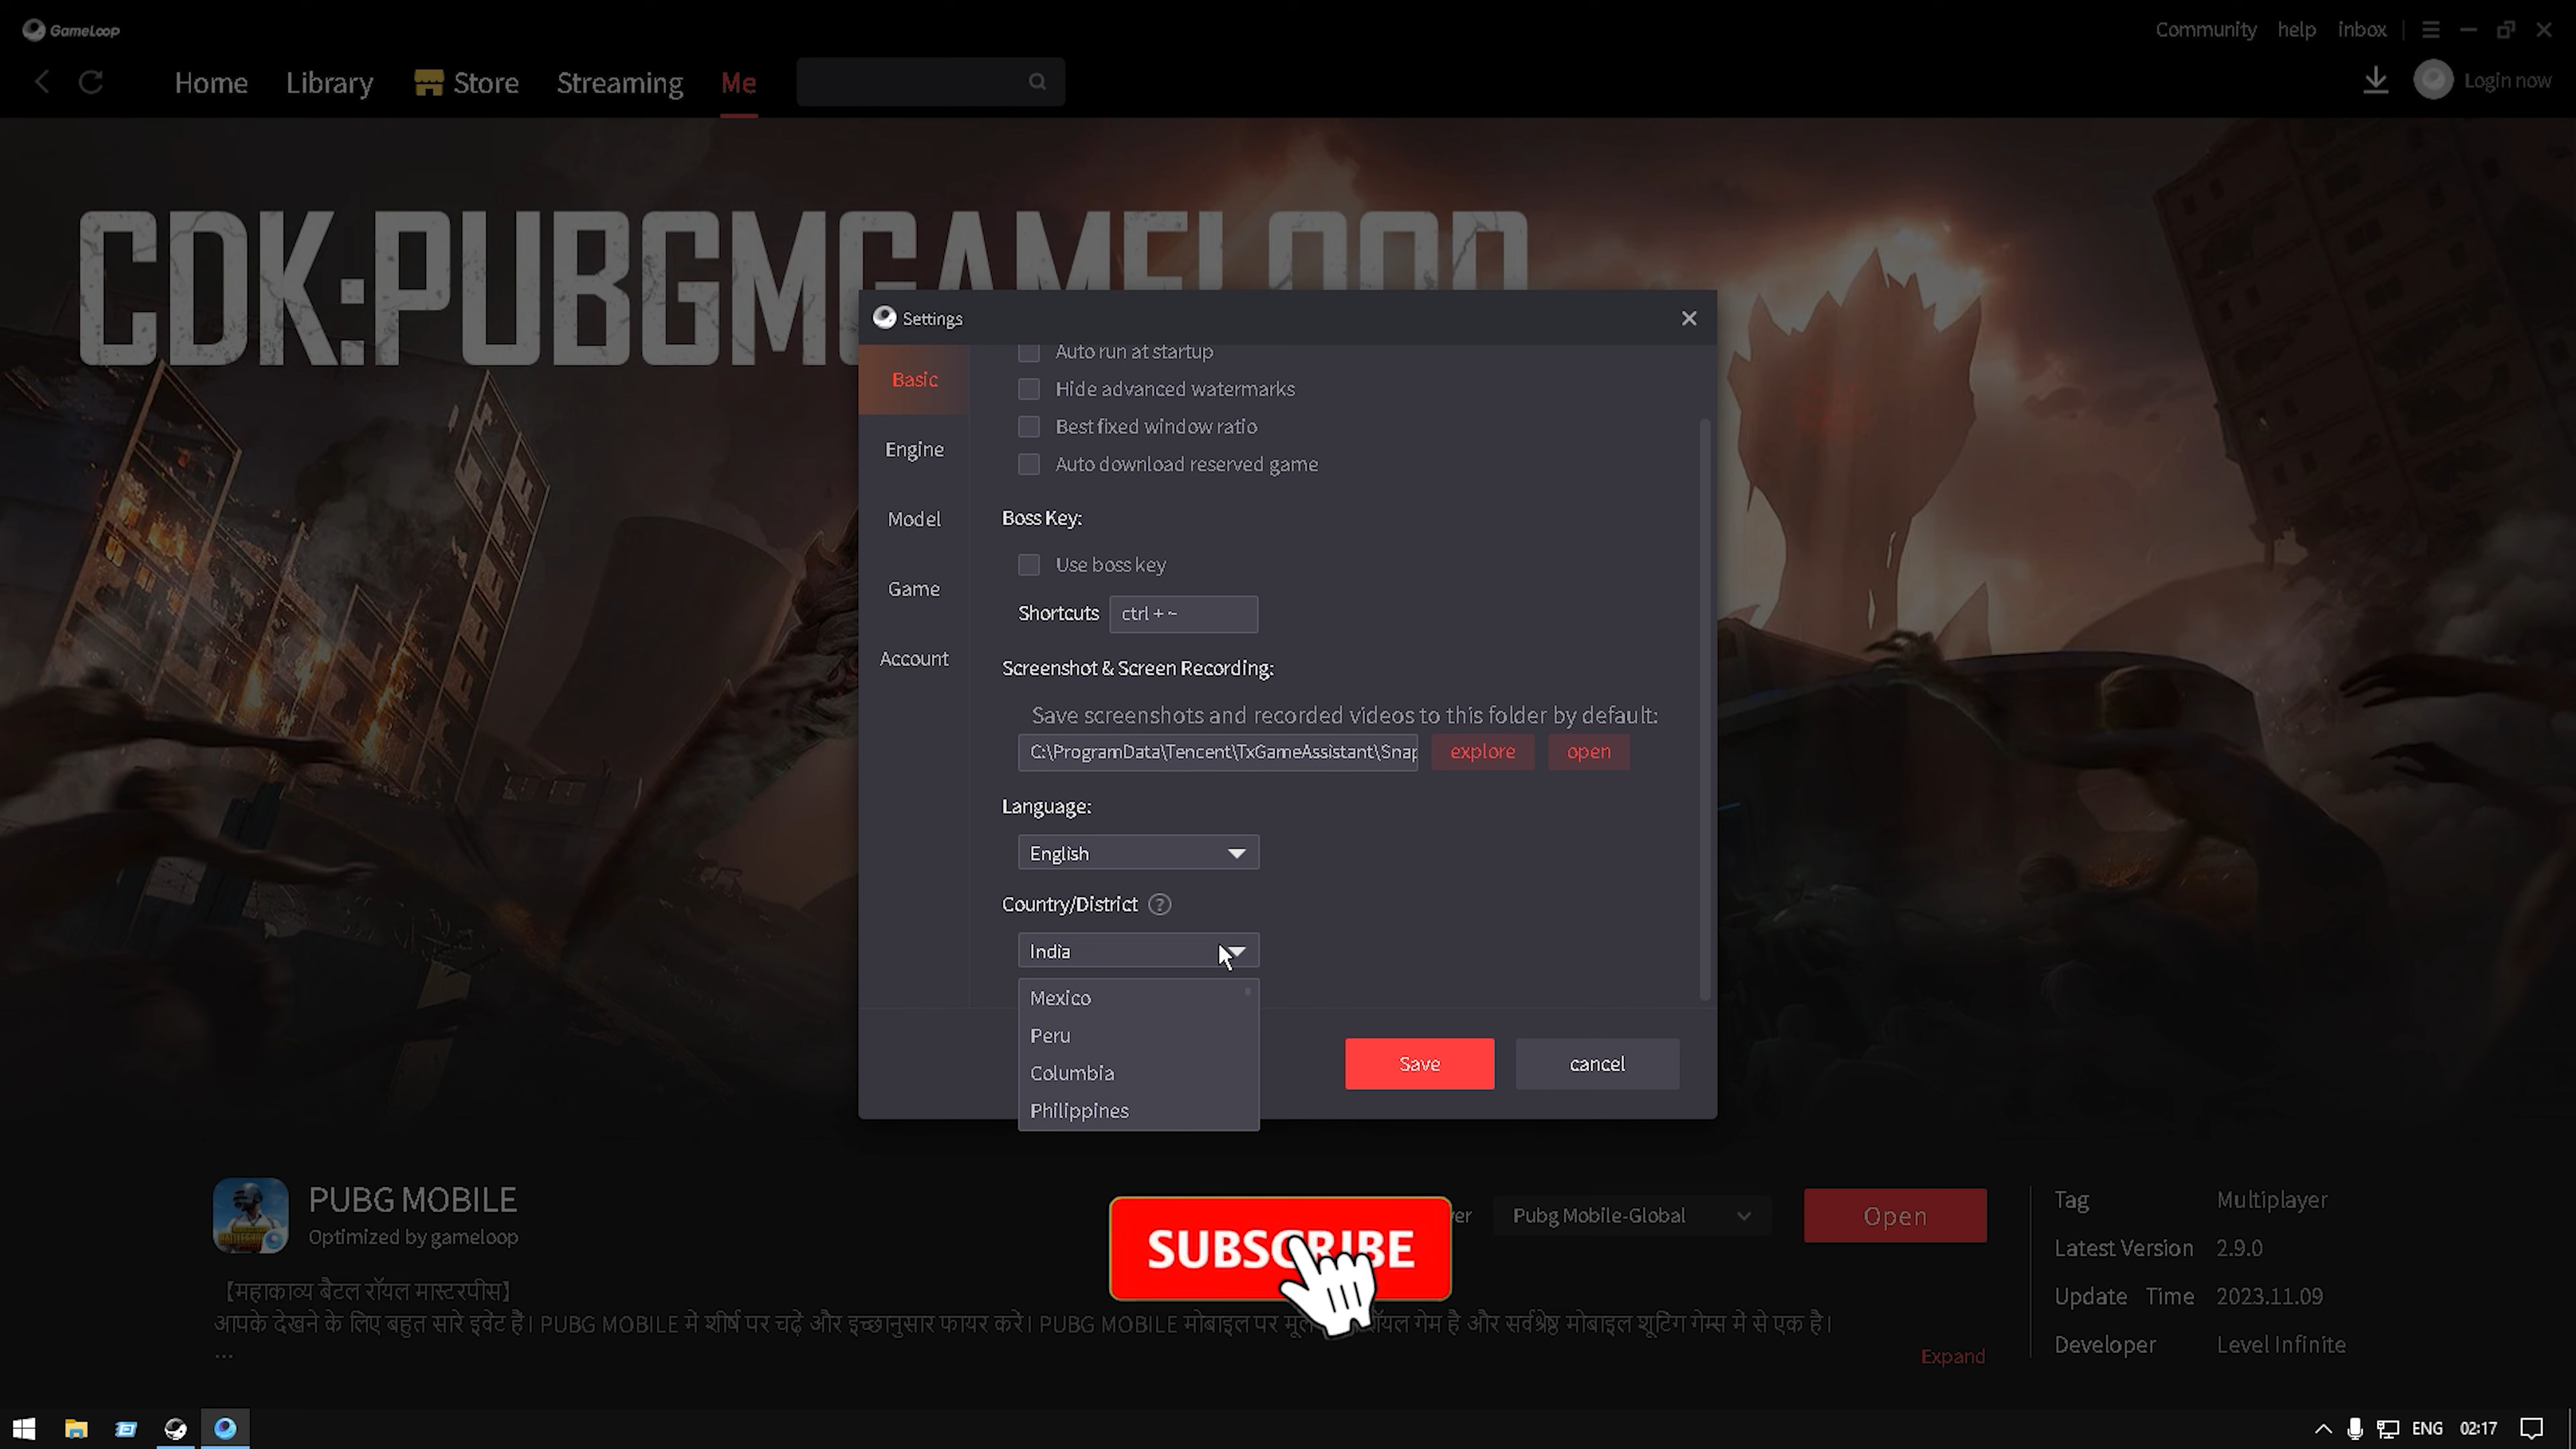 GameLoop
Community help inbox
Home Library Store Streaming Me
Login now
CDK:PUBGMGAMELOOP
Settings
Basic
Engine
Model
Game
Account
Auto run at startup
Hide advanced watermarks
Best fixed window ratio
Auto download reserved game
Boss Key:
Use boss key
Shortcuts ctrl + ~
Screenshot & Screen Recording:
Save screenshots and recorded videos to this folder by default:
C:\ProgramData\Tencent\TxGameAssistant\Snap
explore
open
Language:
English
Country/District ?
India
Mexico
Peru
Columbia
Philippines
Save
cancel
PUBG MOBILE
Optimized by gameloop
SUBSCRIBE
Pubg Mobile-Global
Open
【महाकाव्य बैटल रॉयल मास्टरपीस】
आपके देखने के लिए बहुत सारे इवेंट हैं। PUBG MOBILE में शीर्ष पर चढ़ें और इच्छानुसार फायर करें। PUBG MOBILE मोबाइल पर मूल रॉयल गेम है और सर्वश्रेष्ठ मोबाइल शूटिंग गेम्स में से एक है।
...
Expand
Tag Multiplayer
Latest Version 2.9.0
Update Time 2023.11.09
Developer Level Infinite
ENG 02:17